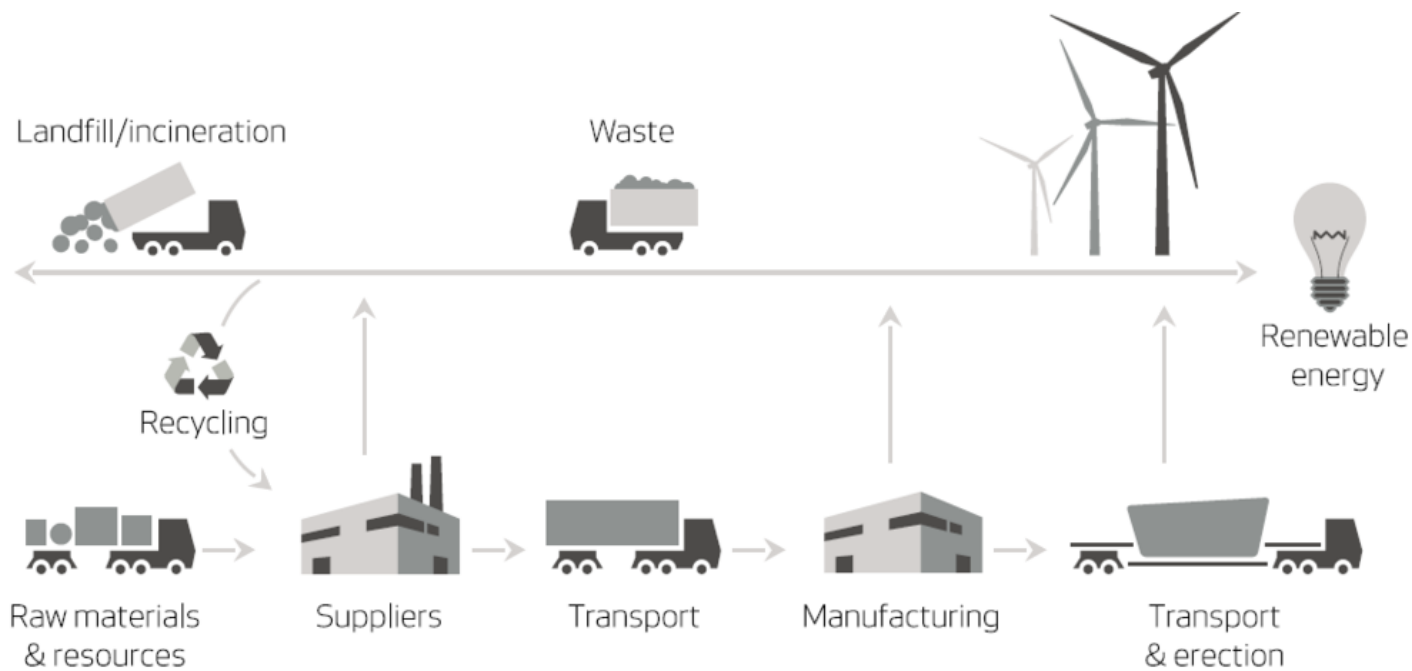 Landfill/incineration
Waste
Renewable
energy
Recycling
Raw materials
& resources
Suppliers
Transport
Manufacturing
Transport
& erection